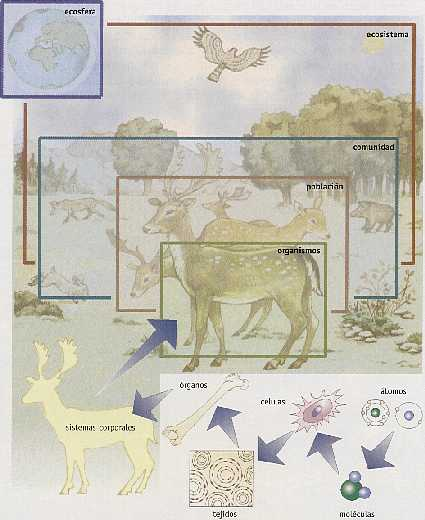 ecosfera
ecosistema
comunidad
población
organismos
órganos
células
átomos
sistemas corporales
tejidos
moléculas